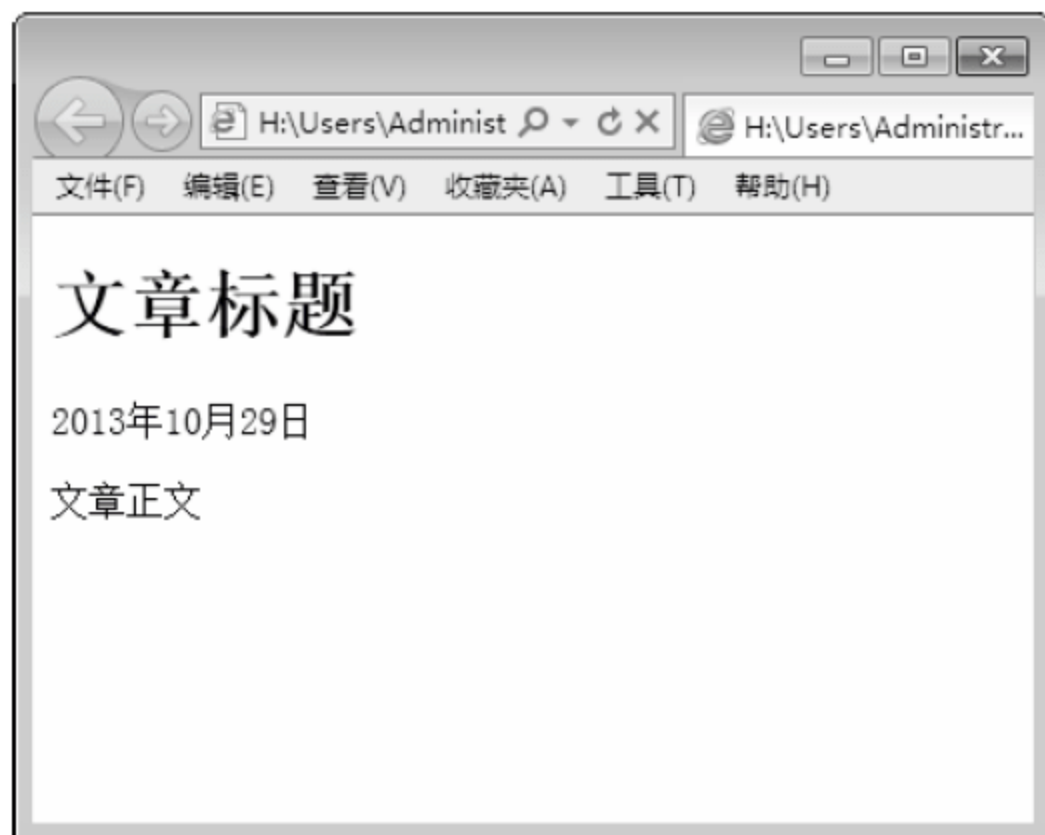 H:\Users\Administ
H:\Users\Administr...
文件(F) 编辑(E) 查看(V) 收藏夹(A) 工具(T) 帮助(H)
文章标题
2013年10月29日
文章正文